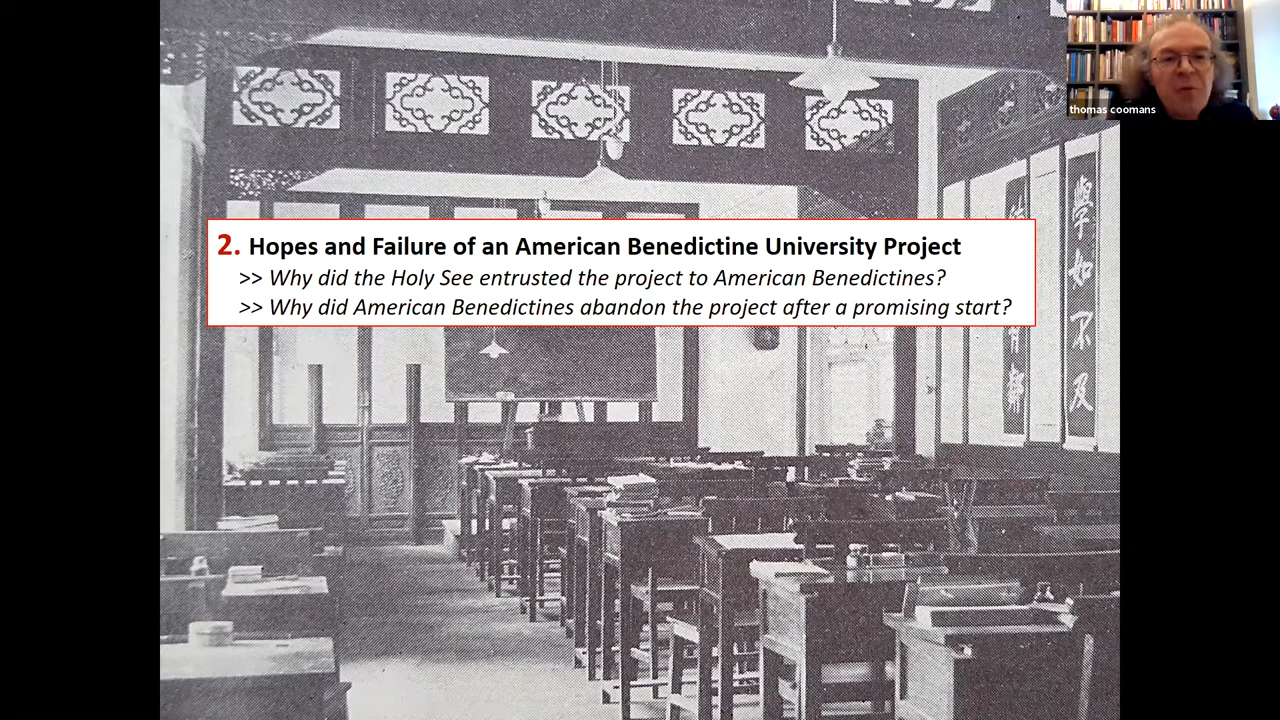 thomas coomans
2. Hopes and Failure of an American Benedictine University Project
>> Why did the Holy See entrusted the project to American Benedictines?
>> Why did American Benedictines abandon the project after a promising start?
學如不及